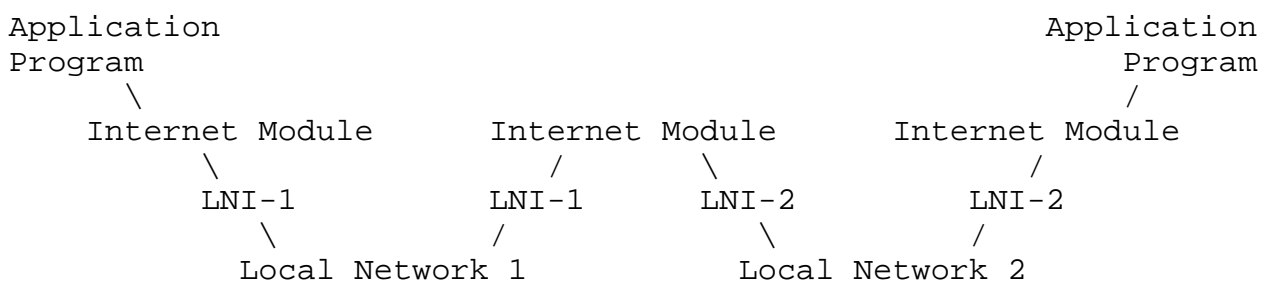 Application Application
Program Program
\ /
Internet Module Internet Module Internet Module
\ / \ /
LNI-1 LNI-1 LNI-2 LNI-2
\ / \ /
Local Network 1 Local Network 2